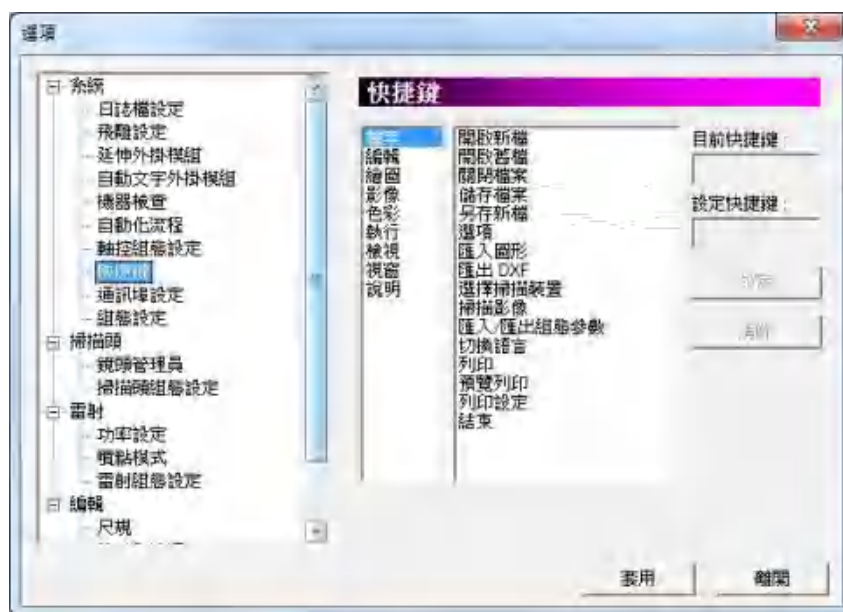 選項
系統
日誌檔設定
飛雕設定
延伸外掛模組
自動文字外掛模組
機器檢查
自動化流程
軸控組態設定
快捷鍵
通訊埠設定
組態設定
掃描頭
鏡頭管理員
掃描頭組態設定
雷射
功率設定
噴點模式
雷射組態設定
編輯
尺規
快捷鍵
檔案
編輯
繪圖
影像
色彩
執行
檢視
視窗
說明
開啟新檔
開啟舊檔
關閉檔案
儲存檔案
另存新檔
選項
匯入圖形
匯出 DXF
選擇掃描裝置
掃描影像
匯入/匯出組態參數
切換語言
列印
預覽列印
列印設定
結束
目前快捷鍵：
設定快捷鍵：
套用
離開